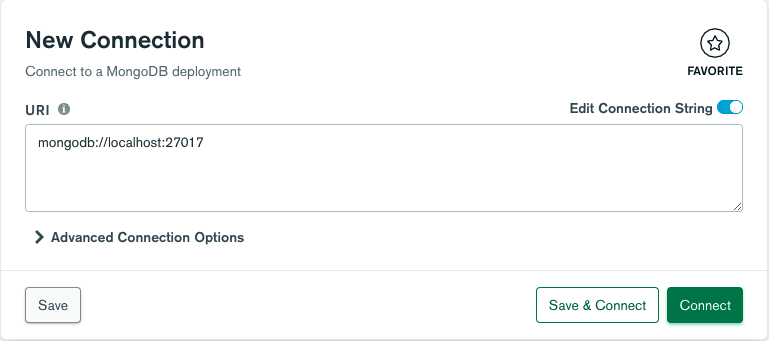 New Connection
Connect to a MongoDB deployment
FAVORITE
URI
Edit Connection String
mongodb://localhost:27017
Advanced Connection Options
Save
Save & Connect
Connect